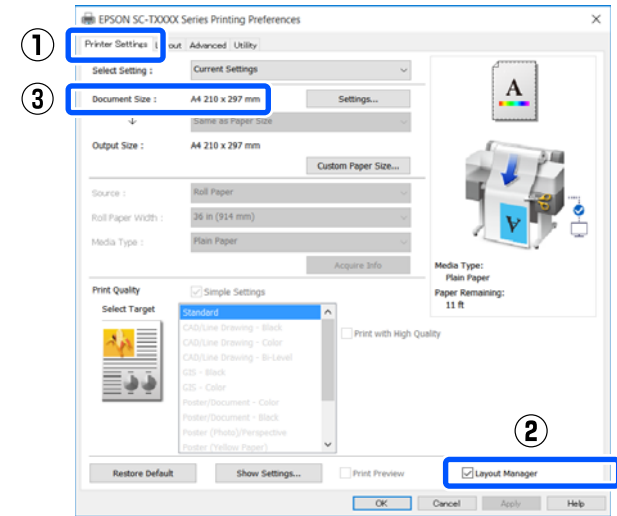 EPSON SC-TXXXX Series Printing Preferences
①
Printer Settings Layout Advanced Utility
Select Setting : Current Settings
③
Document Size : A4 210 x 297 mm Settings...
Same as Paper Size
Output Size : A4 210 x 297 mm
Custom Paper Size...
Source : Roll Paper
Roll Paper Width : 36 in (914 mm)
Media Type : Plain Paper
Acquire Info
A
Media Type:
Plain Paper
Paper Remaining:
11 ft
Print Quality Simple Settings
Select Target
Standard
CAD/Line Drawing - Black
CAD/Line Drawing - Color
CAD/Line Drawing - Bi-Level
GIS - Black
GIS - Color
Poster/Document - Color
Poster/Document - Black
Poster (Photo)/Perspective
Poster (Yellow Paper)
Print with High Quality
②
Restore Default Show Settings... Print Preview Layout Manager
OK Cancel Apply Help